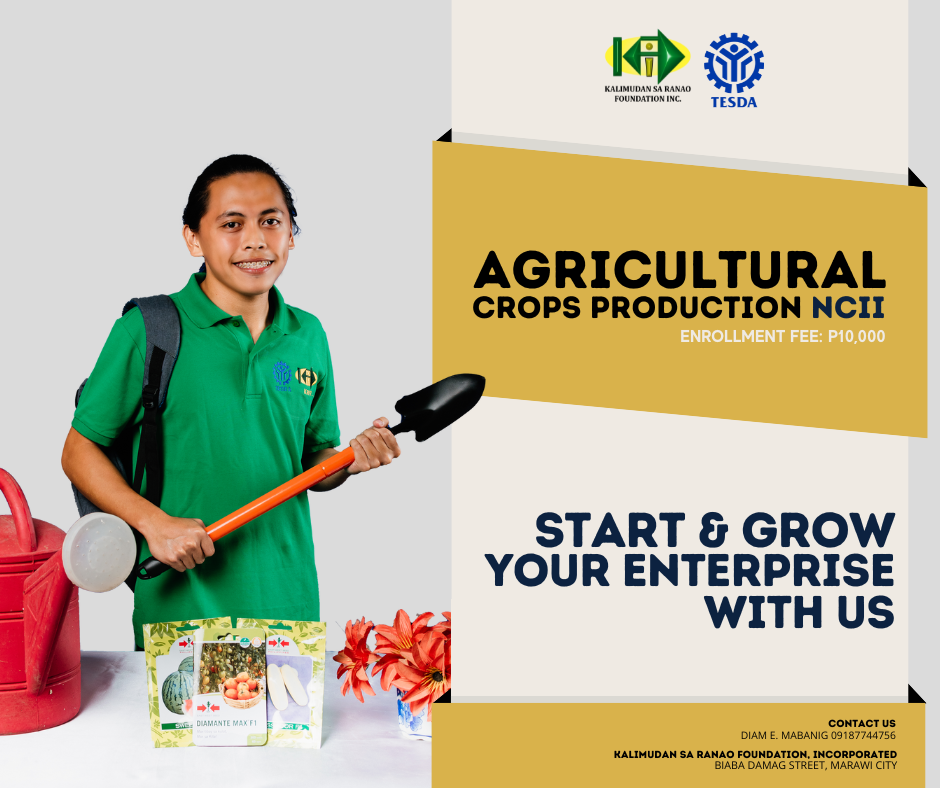 KALIMUDAN SA RANAO
FOUNDATION INC.
TESDA
AGRICULTURAL
CROPS PRODUCTION NCII
ENROLLMENT FEE: P10,000
START & GROW
YOUR ENTERPRISE
WITH US
TESDA
DIAMANTE MAX F1
CONTACT US
DIAM E. MABANIG 09187744756
KALIMUDAN SA RANAO FOUNDATION, INCORPORATED
BIABA DAMAG STREET, MARAWI CITY